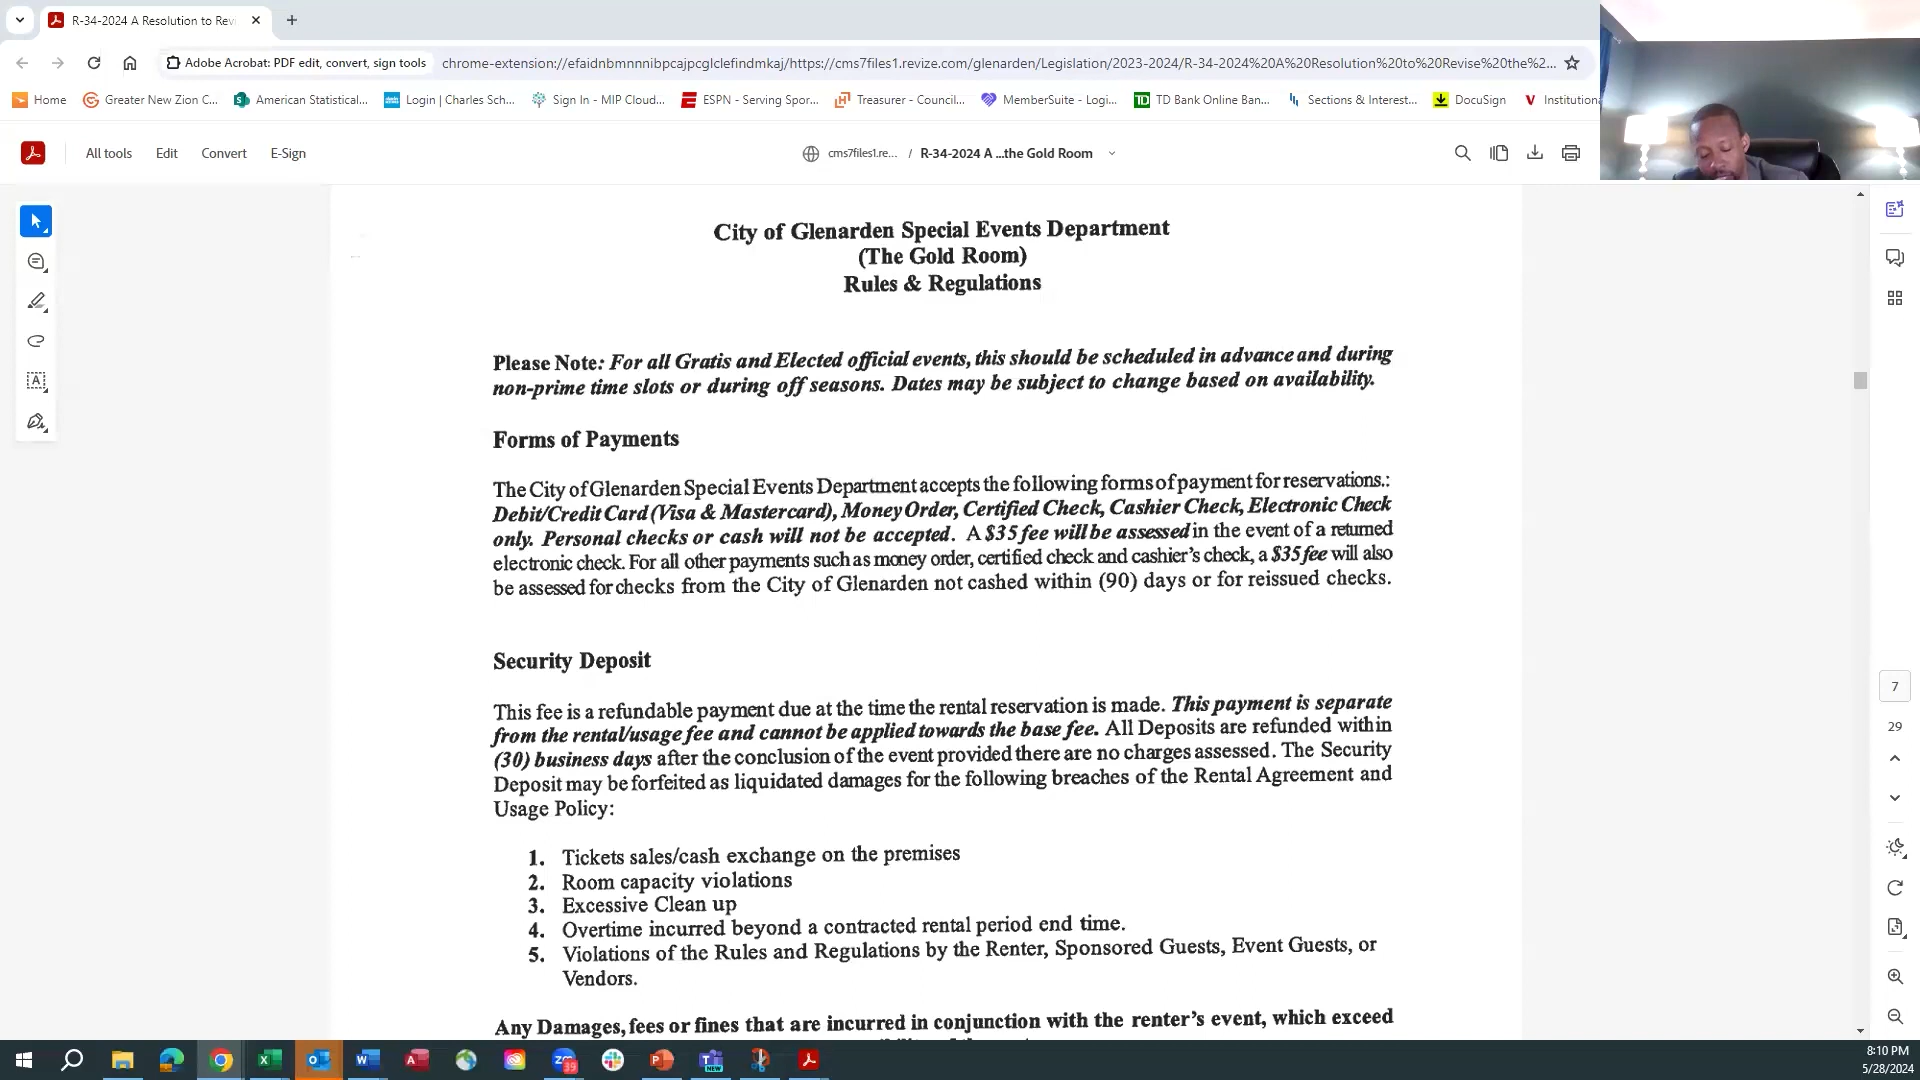 R-34-2024 A Resolution to Rev
Adobe Acrobat: PDF edit, convert, sign tools
chrome-extension://efaidnbmnnnibpcajpcglclefindmkaj/https://cms7files1.revize.com/glenarden/Legislation/2023-2024/R-34-2024%20A%20Resolution%20to%20Revise%20the%2...
Home
Greater New Zion C...
American Statistical...
Login | Charles Sch...
Sign In - MIP Cloud...
ESPN - Serving Spor...
Treasurer - Council...
MemberSuite - Logi...
TD Bank Online Ban...
Sections & Interest...
DocuSign
Institutiona
All tools
Edit
Convert
E-Sign
cms7files1.re... / R-34-2024 A ...the Gold Room
City of Glenarden Special Events Department
(The Gold Room)
Rules & Regulations
Please Note: For all Gratis and Elected official events, this should be scheduled in advance and during
non-prime time slots or during off seasons. Dates may be subject to change based on availability.
Forms of Payments
The City of Glenarden Special Events Department accepts the following forms of payment for reservations.:
Debit/Credit Card (Visa & Mastercard), Money Order, Certified Check, Cashier Check, Electronic Check
only. Personal checks or cash will not be accepted. A $35 fee will be assessed in the event of a returned
electronic check. For all other payments such as money order, certified check and cashier's check, a $35 fee will also
be assessed for checks from the City of Glenarden not cashed within (90) days or for reissued checks.
Security Deposit
This fee is a refundable payment due at the time the rental reservation is made. This payment is separate
from the rental/usage fee and cannot be applied towards the base fee. All Deposits are refunded within
(30) business days after the conclusion of the event provided there are no charges assessed. The Security
Deposit may be forfeited as liquidated damages for the following breaches of the Rental Agreement and
Usage Policy:
1. Tickets sales/cash exchange on the premises
2. Room capacity violations
3. Excessive Clean up
4. Overtime incurred beyond a contracted rental period end time.
5. Violations of the Rules and Regulations by the Renter, Sponsored Guests, Event Guests, or
Vendors.
Any Damages, fees or fines that are incurred in conjunction with the renter's event, which exceed
7
29
8:10 PM
5/28/2024